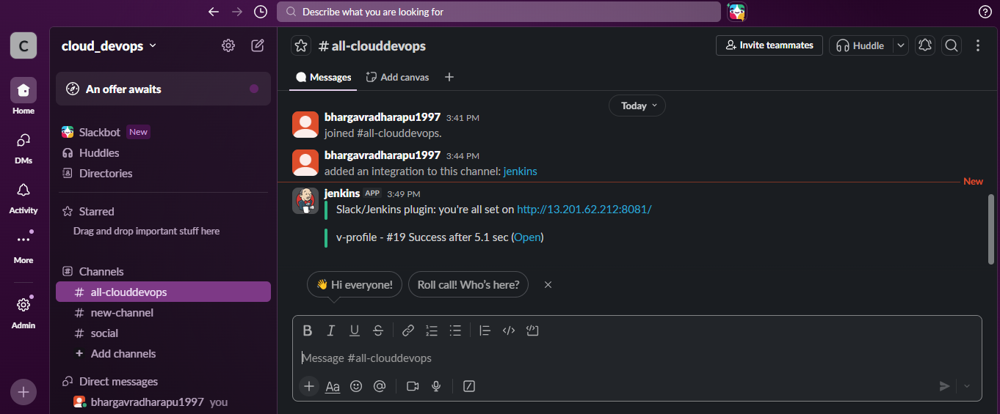 Describe what you are looking for
C
Home
DMs
Activity
More
Admin
cloud_devops
An offer awaits
Slackbot New
Huddles
Directories
Starred
Drag and drop important stuff here
Channels
# all-clouddevops
# new-channel
# social
+ Add channels
Direct messages
bhargavradharapu1997 you
# all-clouddevops
Invite teammates
Huddle
Messages
Add canvas
Today
bhargavradharapu1997 3:41 PM
joined #all-clouddevops.
bhargavradharapu1997 3:44 PM
added an integration to this channel: jenkins
New
jenkins APP 3:49 PM
Slack/Jenkins plugin: you're all set on http://13.201.62.212:8081/
v-profile - #19 Success after 5.1 sec (Open)
👋 Hi everyone!
Roll call! Who's here?
B I U S
Message #all-clouddevops
Aa